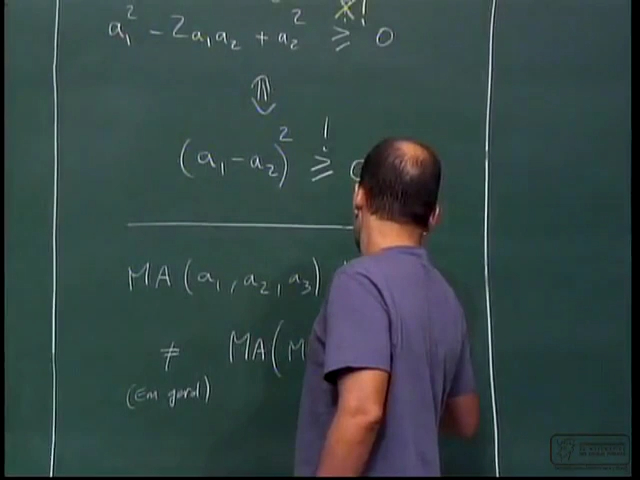 a₁² - 2a₁a₂ + a₂² ≥ 0
⇕
(a₁ - a₂)² ≥ 0
MA(a₁, a₂, a₃)
≠ MA(M
(Em geral)